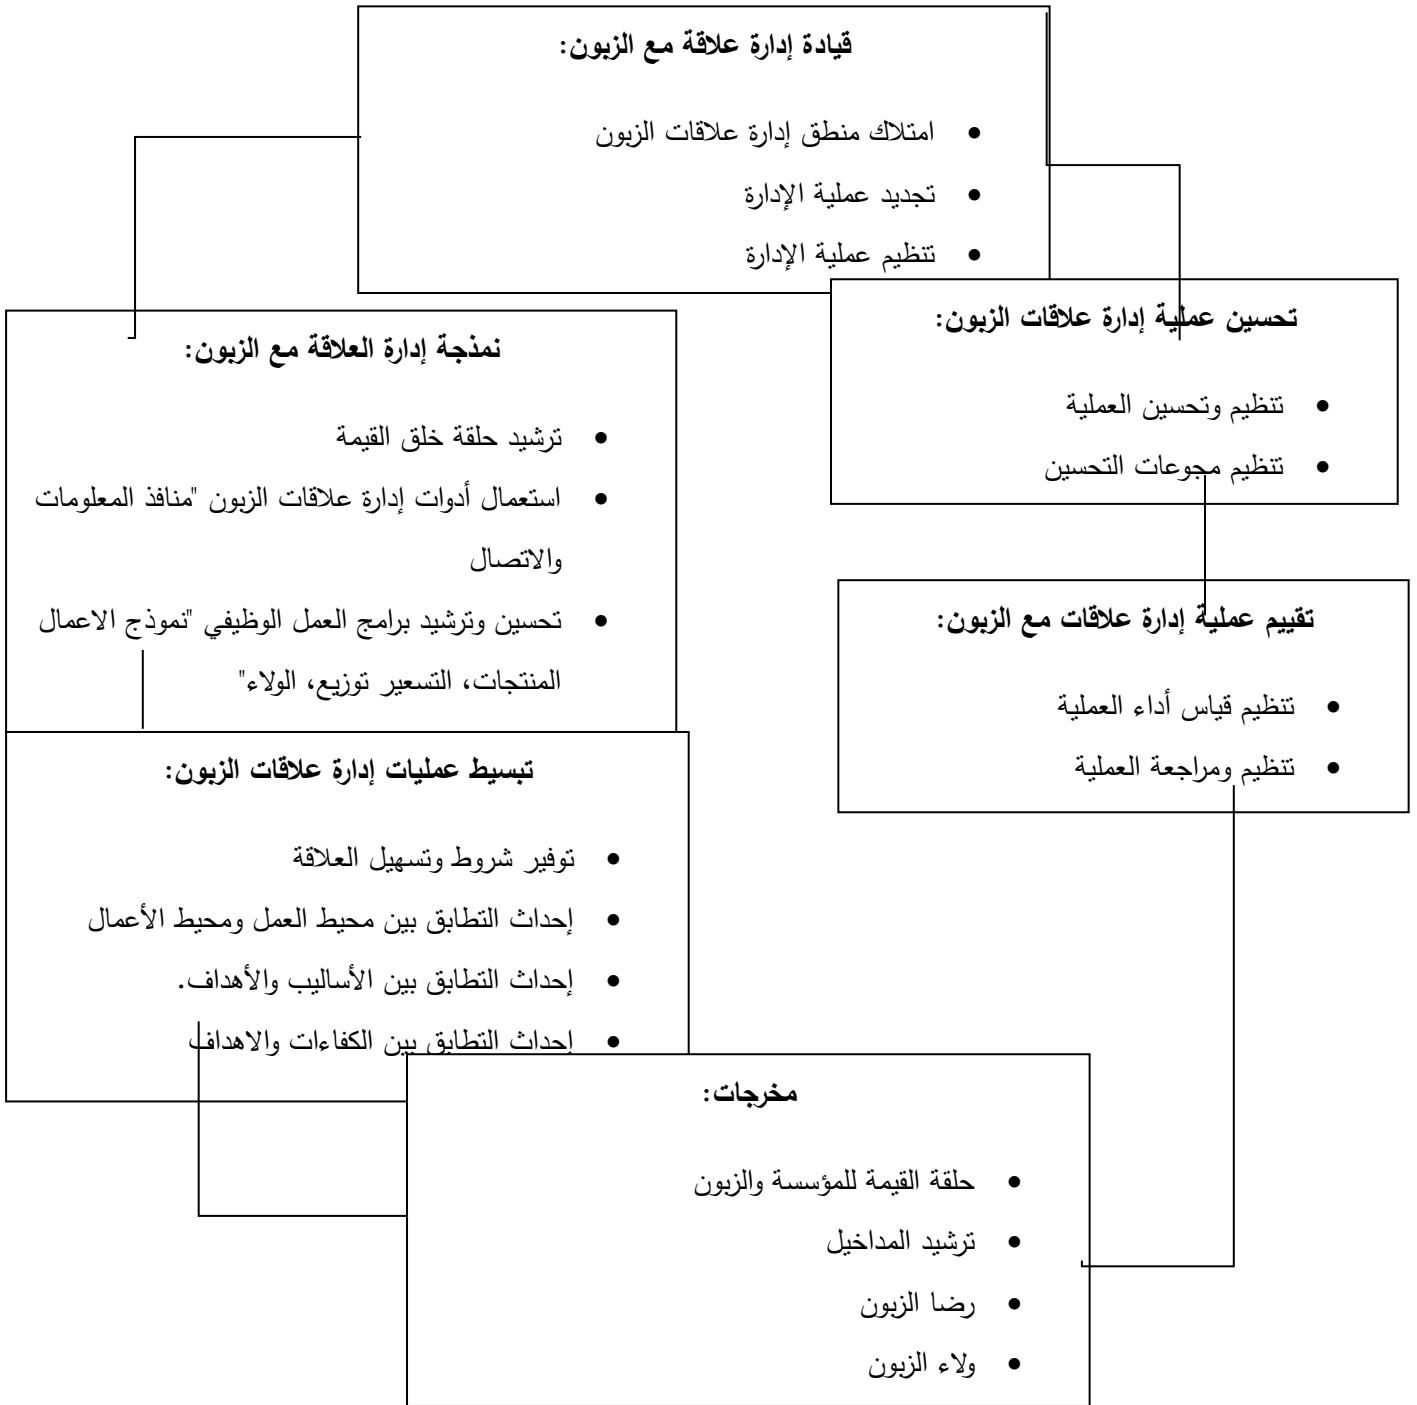 قيادة إدارة علاقة مع الزبون:
• امتلاك منطق إدارة علاقات الزبون
• تجديد عملية الإدارة
• تنظيم عملية الإدارة
تحسين عملية إدارة علاقات الزبون:
• تنظيم وتحسين العملية
• تنظيم مجوعات التحسين
نمذجة إدارة العلاقة مع الزبون:
• ترشيد حلقة خلق القيمة
• استعمال أدوات إدارة علاقات الزبون "منافذ المعلومات
والاتصال
• تحسين وترشيد برامج العمل الوظيفي "نموذج الاعمال
المنتجات، التسعير توزيع، الولاء"
تقييم عملية إدارة علاقات مع الزبون:
• تنظيم قياس أداء العملية
• تنظيم ومراجعة العملية
تبسيط عمليات إدارة علاقات الزبون:
• توفير شروط وتسهيل العلاقة
• إحداث التطابق بين محيط العمل ومحيط الأعمال
• إحداث التطابق بين الأساليب والأهداف.
• إحداث التطابق بين الكفاءات والاهداف
مخرجات:
• حلقة القيمة للمؤسسة والزبون
• ترشيد المداخيل
• رضا الزبون
• ولاء الزبون